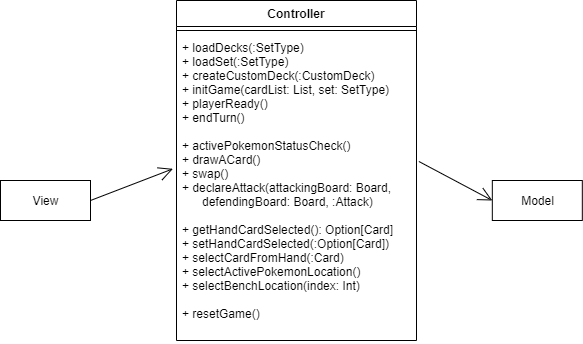 Controller
+ loadDecks(:SetType)
+ loadSet(:SetType)
+ createCustomDeck(:CustomDeck)
+ initGame(cardList: List, set: SetType)
+ playerReady()
+ endTurn()
+ activePokemonStatusCheck()
+ drawACard()
+ swap()
+ declareAttack(attackingBoard: Board,
defendingBoard: Board, :Attack)
+ getHandCardSelected(): Option[Card]
+ setHandCardSelected(:Option[Card])
+ selectCardFromHand(:Card)
+ selectActivePokemonLocation()
+ selectBenchLocation(index: Int)
+ resetGame()
View
Model